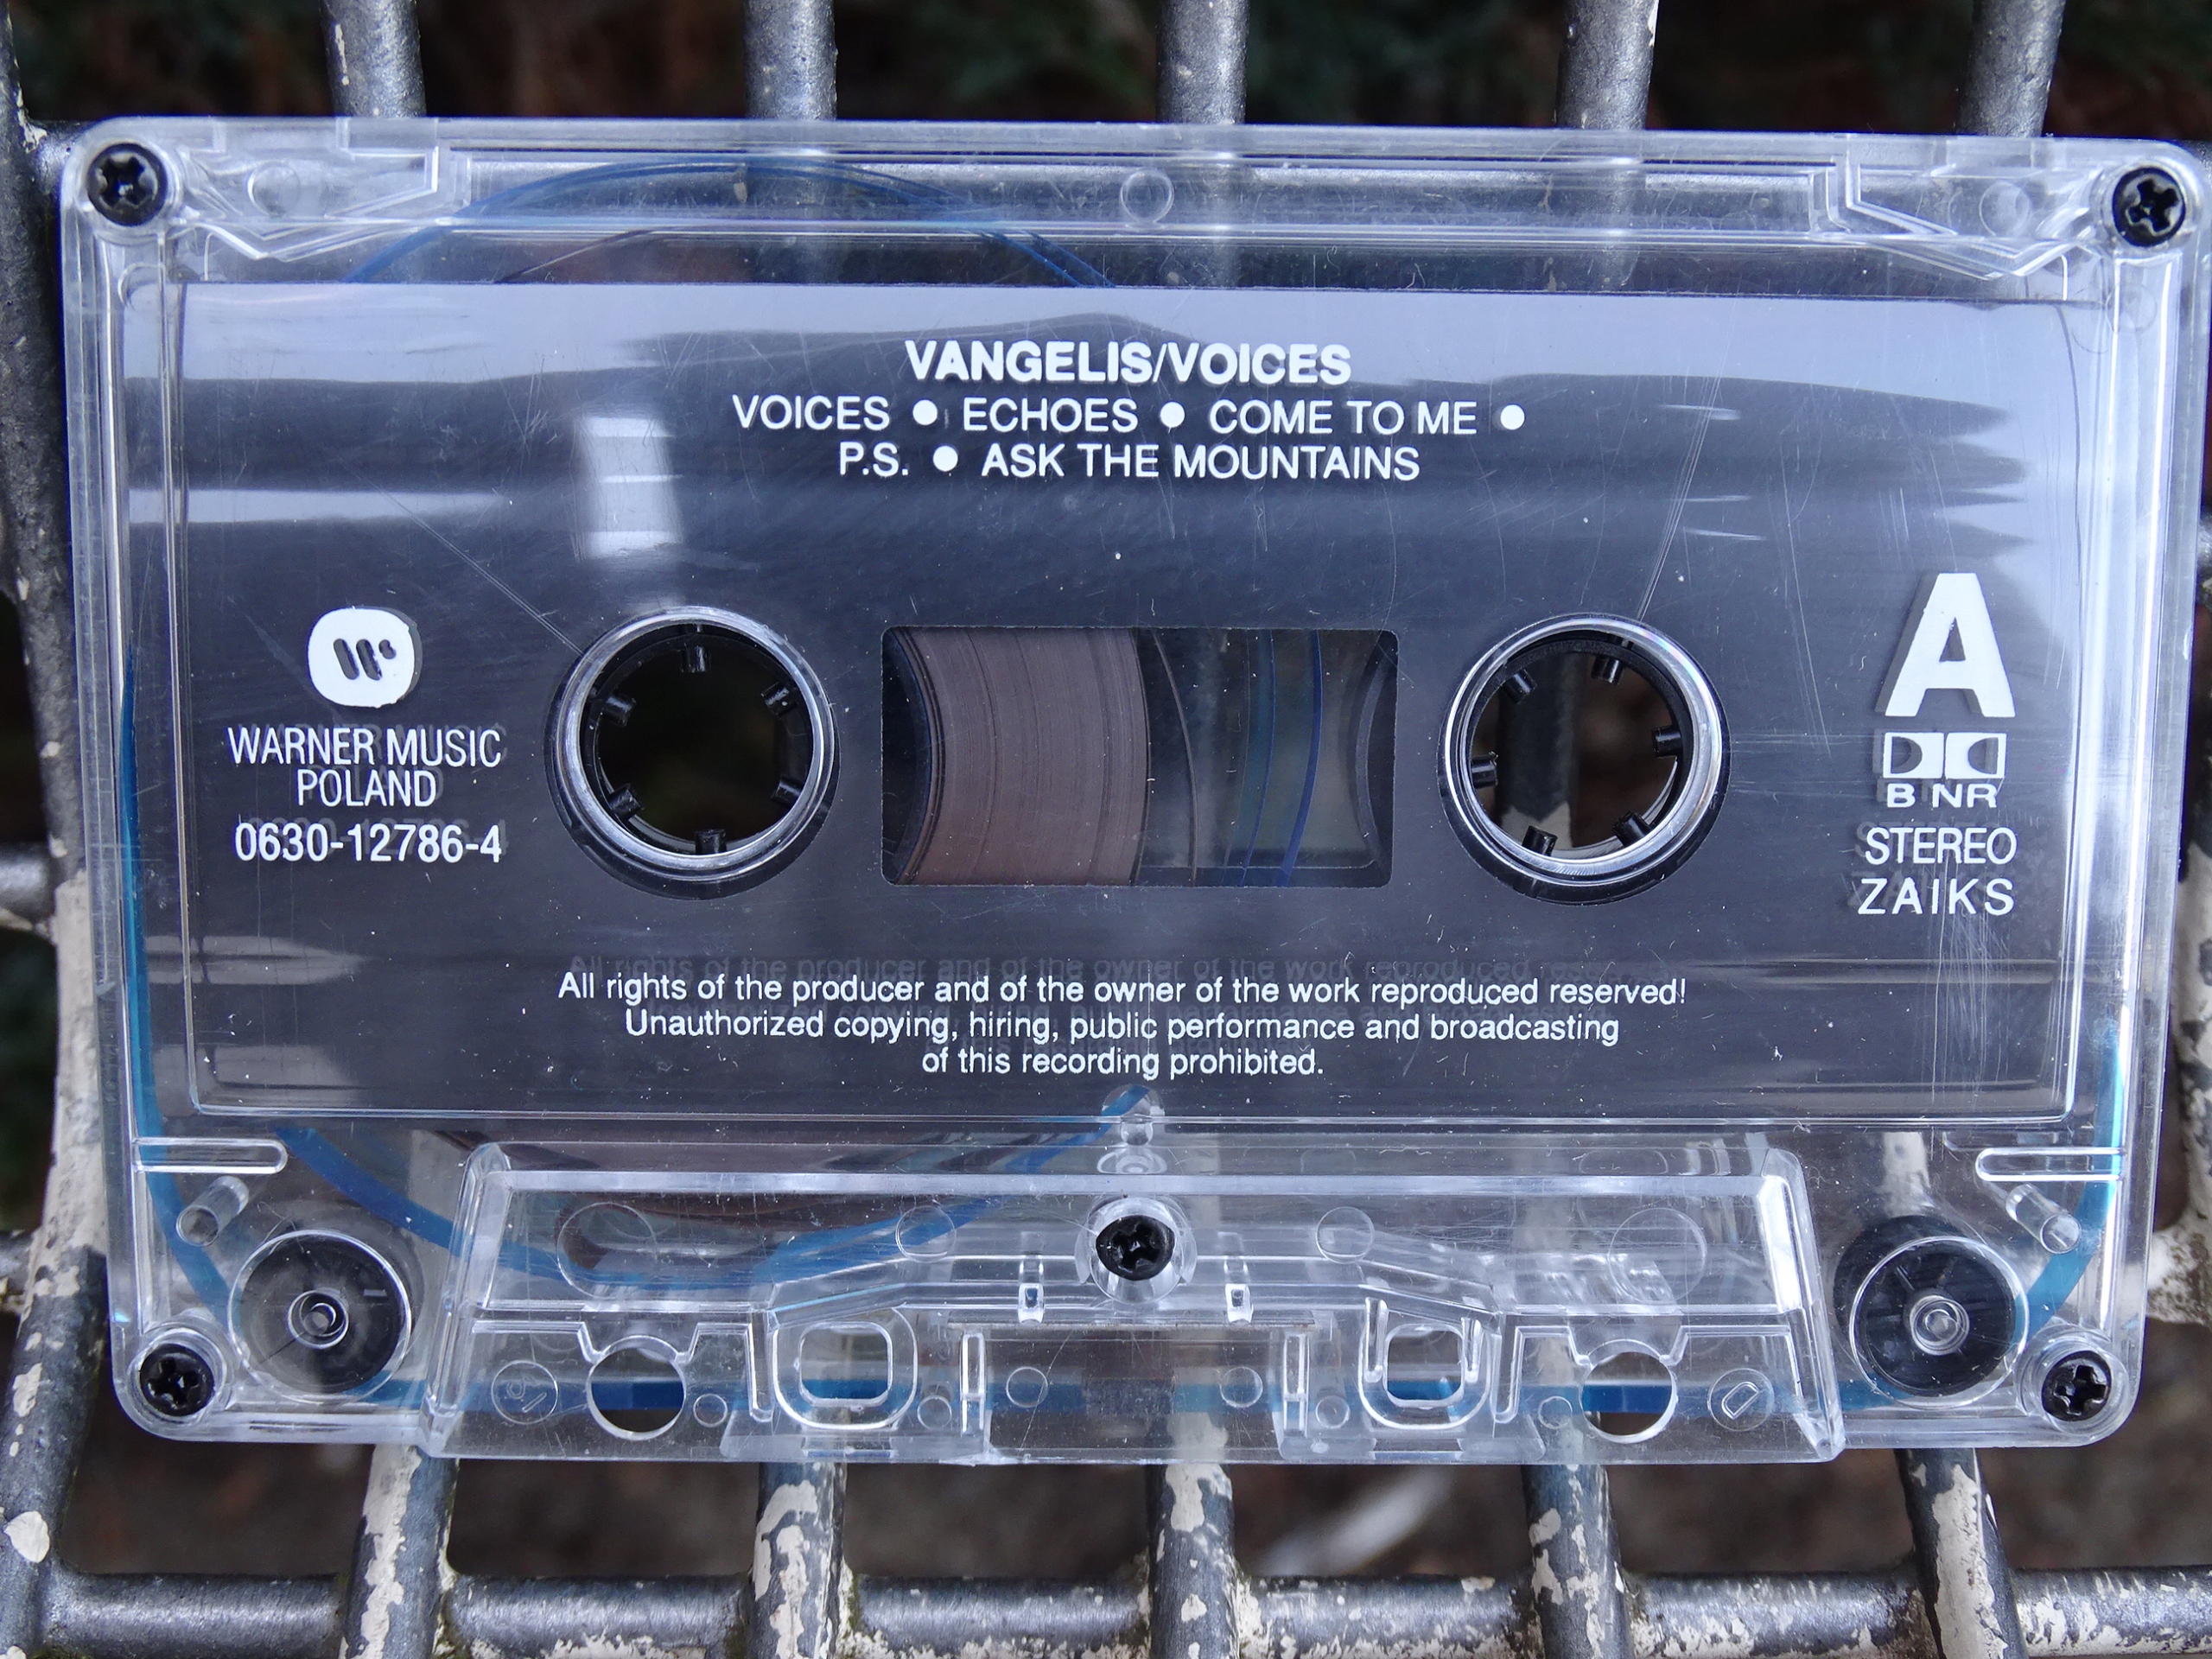 VANGELIS/VOICES
VOICES ● ECHOES ● COME TO ME ●
P.S. ● ASK THE MOUNTAINS
WARNER MUSIC
POLAND
0630-12786-4
A
B NR
STEREO
ZAIKS
All rights of the producer and of the owner of the work reproduced reserved!
Unauthorized copying, hiring, public performance and broadcasting
of this recording prohibited.